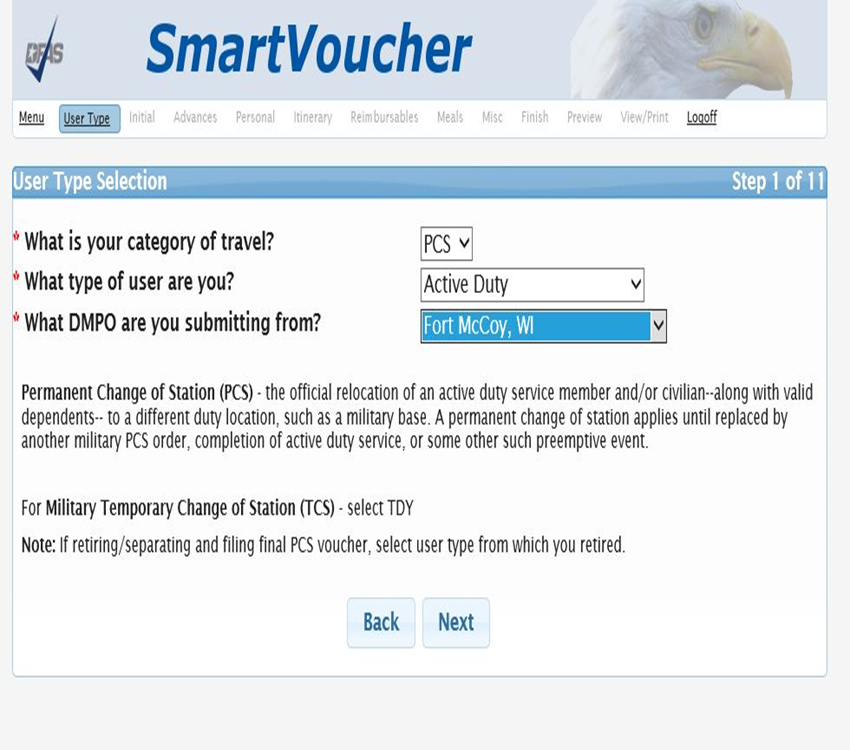 DFAS
SmartVoucher
Menu User Type Initial Advances Personal Itinerary Reimbursables Meals Misc Finish Preview View/Print Logoff
User Type Selection Step 1 of 11
* What is your category of travel? PCS
* What type of user are you? Active Duty
* What DMPO are you submitting from? Fort McCoy, WI
Permanent Change of Station (PCS) - the official relocation of an active duty service member and/or civilian--along with valid
dependents-- to a different duty location, such as a military base. A permanent change of station applies until replaced by
another military PCS order, completion of active duty service, or some other such preemptive event.
For Military Temporary Change of Station (TCS) - select TDY
Note: If retiring/separating and filing final PCS voucher, select user type from which you retired.
Back Next